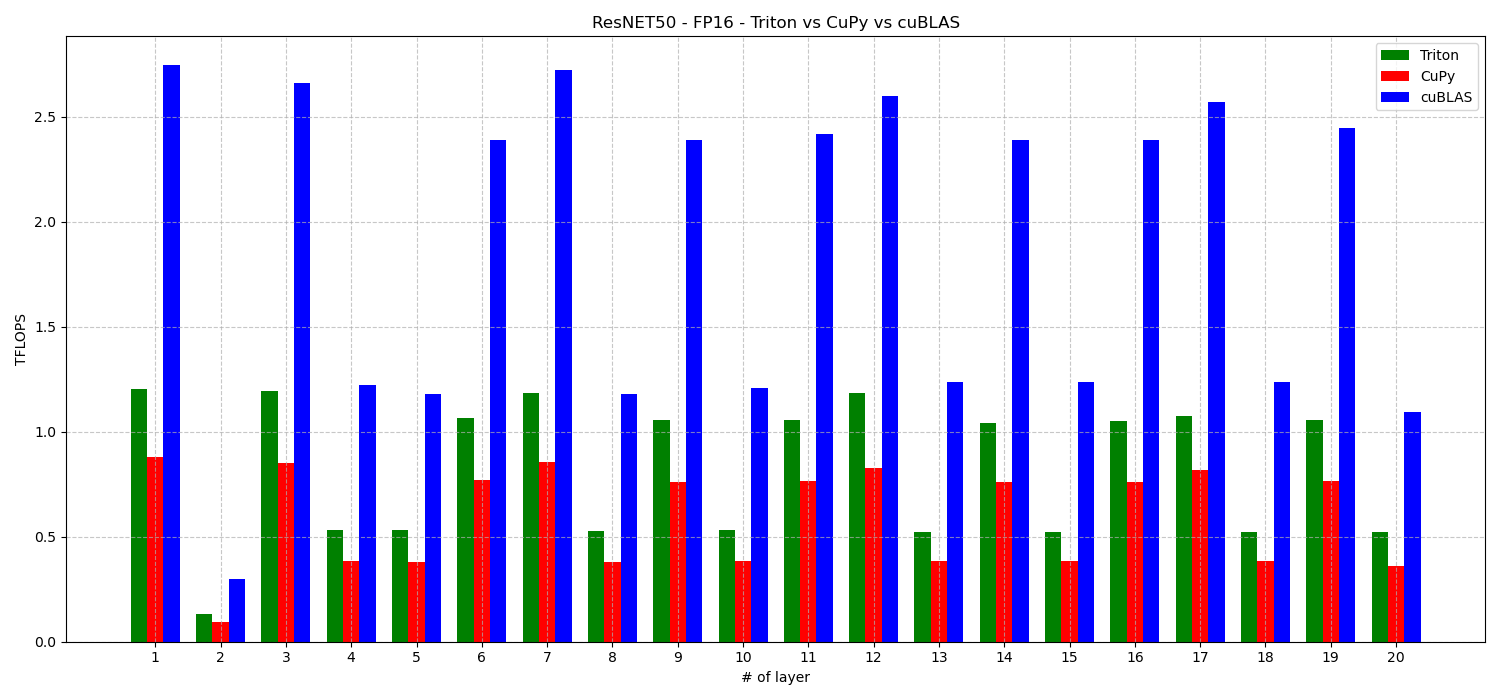 ResNET50 - FP16 - Triton vs CuPy vs cuBLAS
Triton
CuPy
cuBLAS
TFLOPS
2.5
2.0
1.5
1.0
0.5
0.0
1 2 3 4 5 6 7 8 9 10 11 12 13 14 15 16 17 18 19 20
# of layer